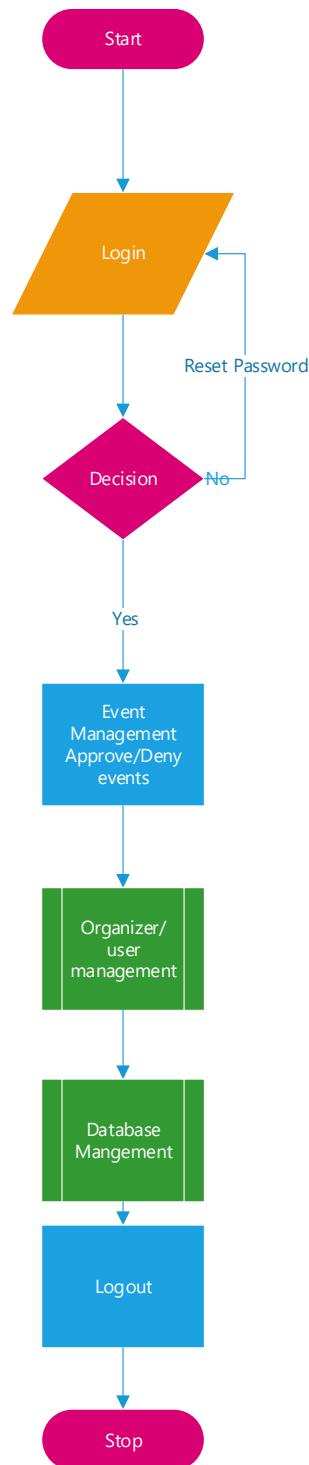 Start
Login
Reset Password
Decision
No
Yes
Event
Management
Approve/Deny
events
Organizer/
user
management
Database
Mangement
Logout
Stop